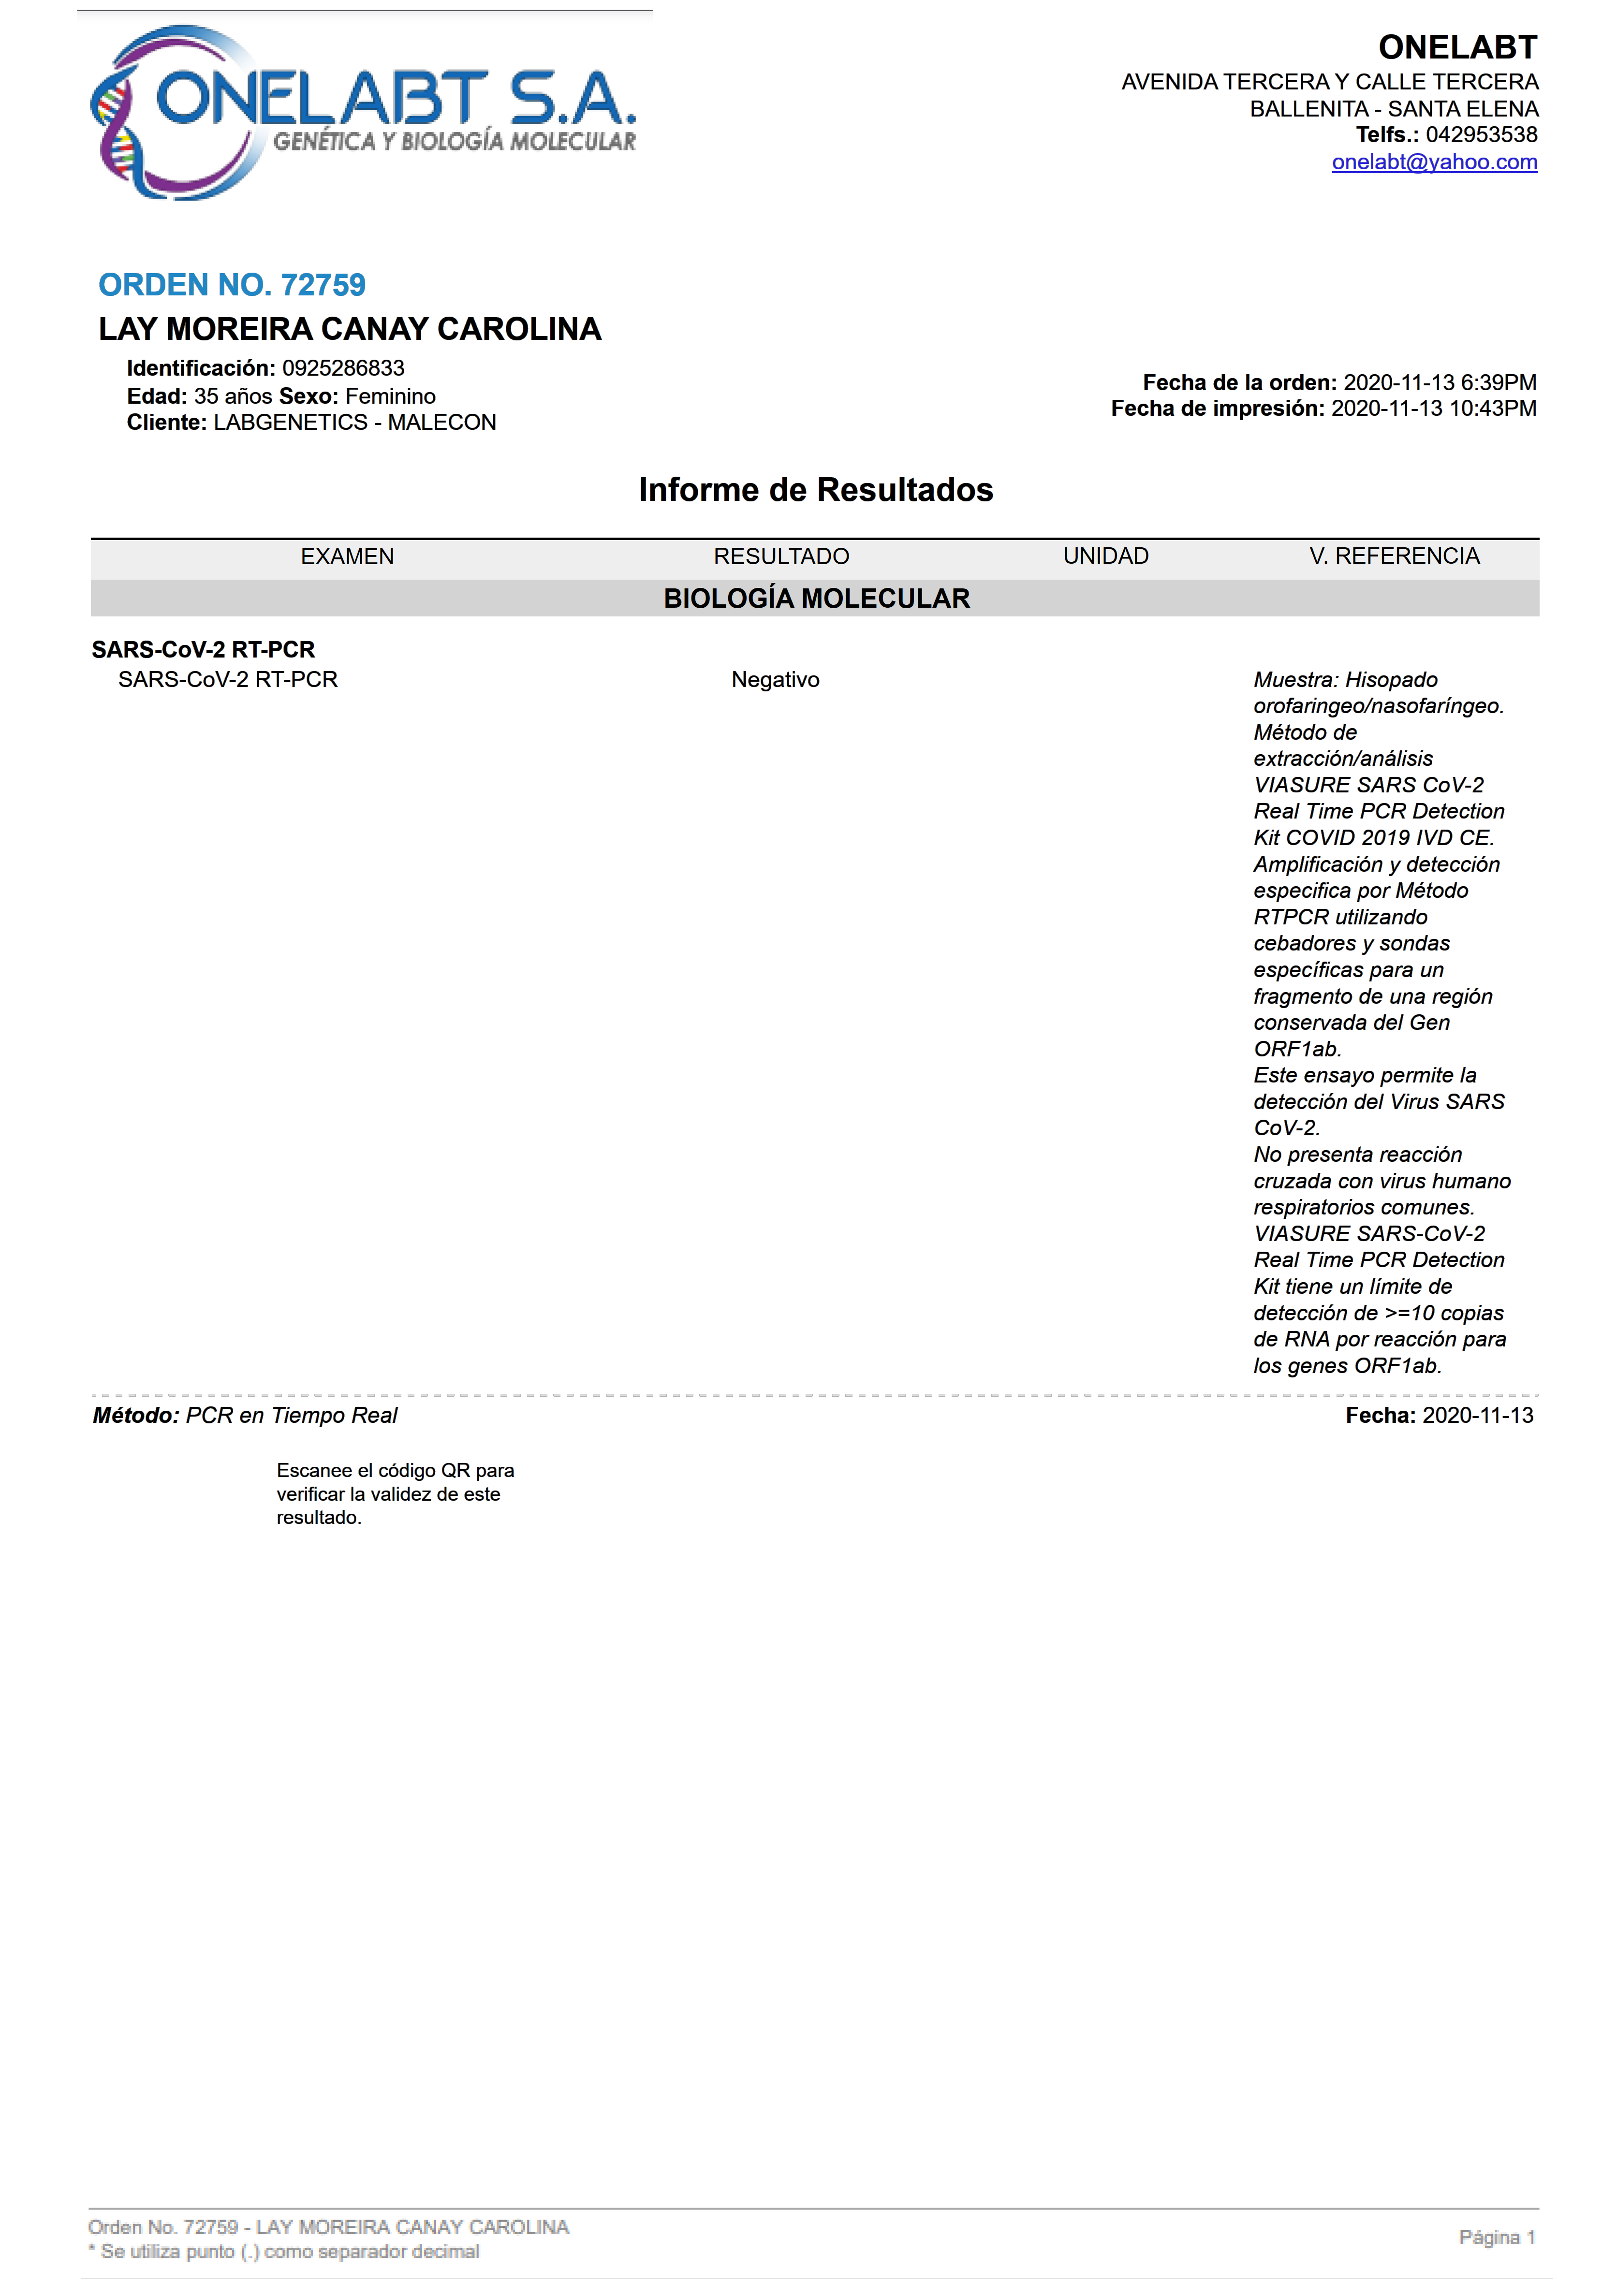 ONELABT S.A.
GENÉTICA Y BIOLOGÍA MOLECULAR
ONELABT
AVENIDA TERCERA Y CALLE TERCERA
BALLENITA - SANTA ELENA
Telfs.: 042953538
onelabt@yahoo.com
ORDEN NO. 72759
LAY MOREIRA CANAY CAROLINA
Identificación: 0925286833
Edad: 35 años Sexo: Feminino
Cliente: LABGENETICS - MALECON
Fecha de la orden: 2020-11-13 6:39PM
Fecha de impresión: 2020-11-13 10:43PM
Informe de Resultados
EXAMEN RESULTADO UNIDAD V. REFERENCIA
BIOLOGÍA MOLECULAR
SARS-CoV-2 RT-PCR
SARS-CoV-2 RT-PCR Negativo Muestra: Hisopado
orofaringeo/nasofaríngeo.
Método de
extracción/análisis
VIASURE SARS CoV-2
Real Time PCR Detection
Kit COVID 2019 IVD CE.
Amplificación y detección
especifica por Método
RTPCR utilizando
cebadores y sondas
específicas para un
fragmento de una región
conservada del Gen
ORF1ab.
Este ensayo permite la
detección del Virus SARS
CoV-2.
No presenta reacción
cruzada con virus humano
respiratorios comunes.
VIASURE SARS-CoV-2
Real Time PCR Detection
Kit tiene un límite de
detección de >=10 copias
de RNA por reacción para
los genes ORF1ab.
Método: PCR en Tiempo Real Fecha: 2020-11-13
Escanee el código QR para
verificar la validez de este
resultado.
Orden No. 72759 - LAY MOREIRA CANAY CAROLINA
* Se utiliza punto (.) como separador decimal
Página 1